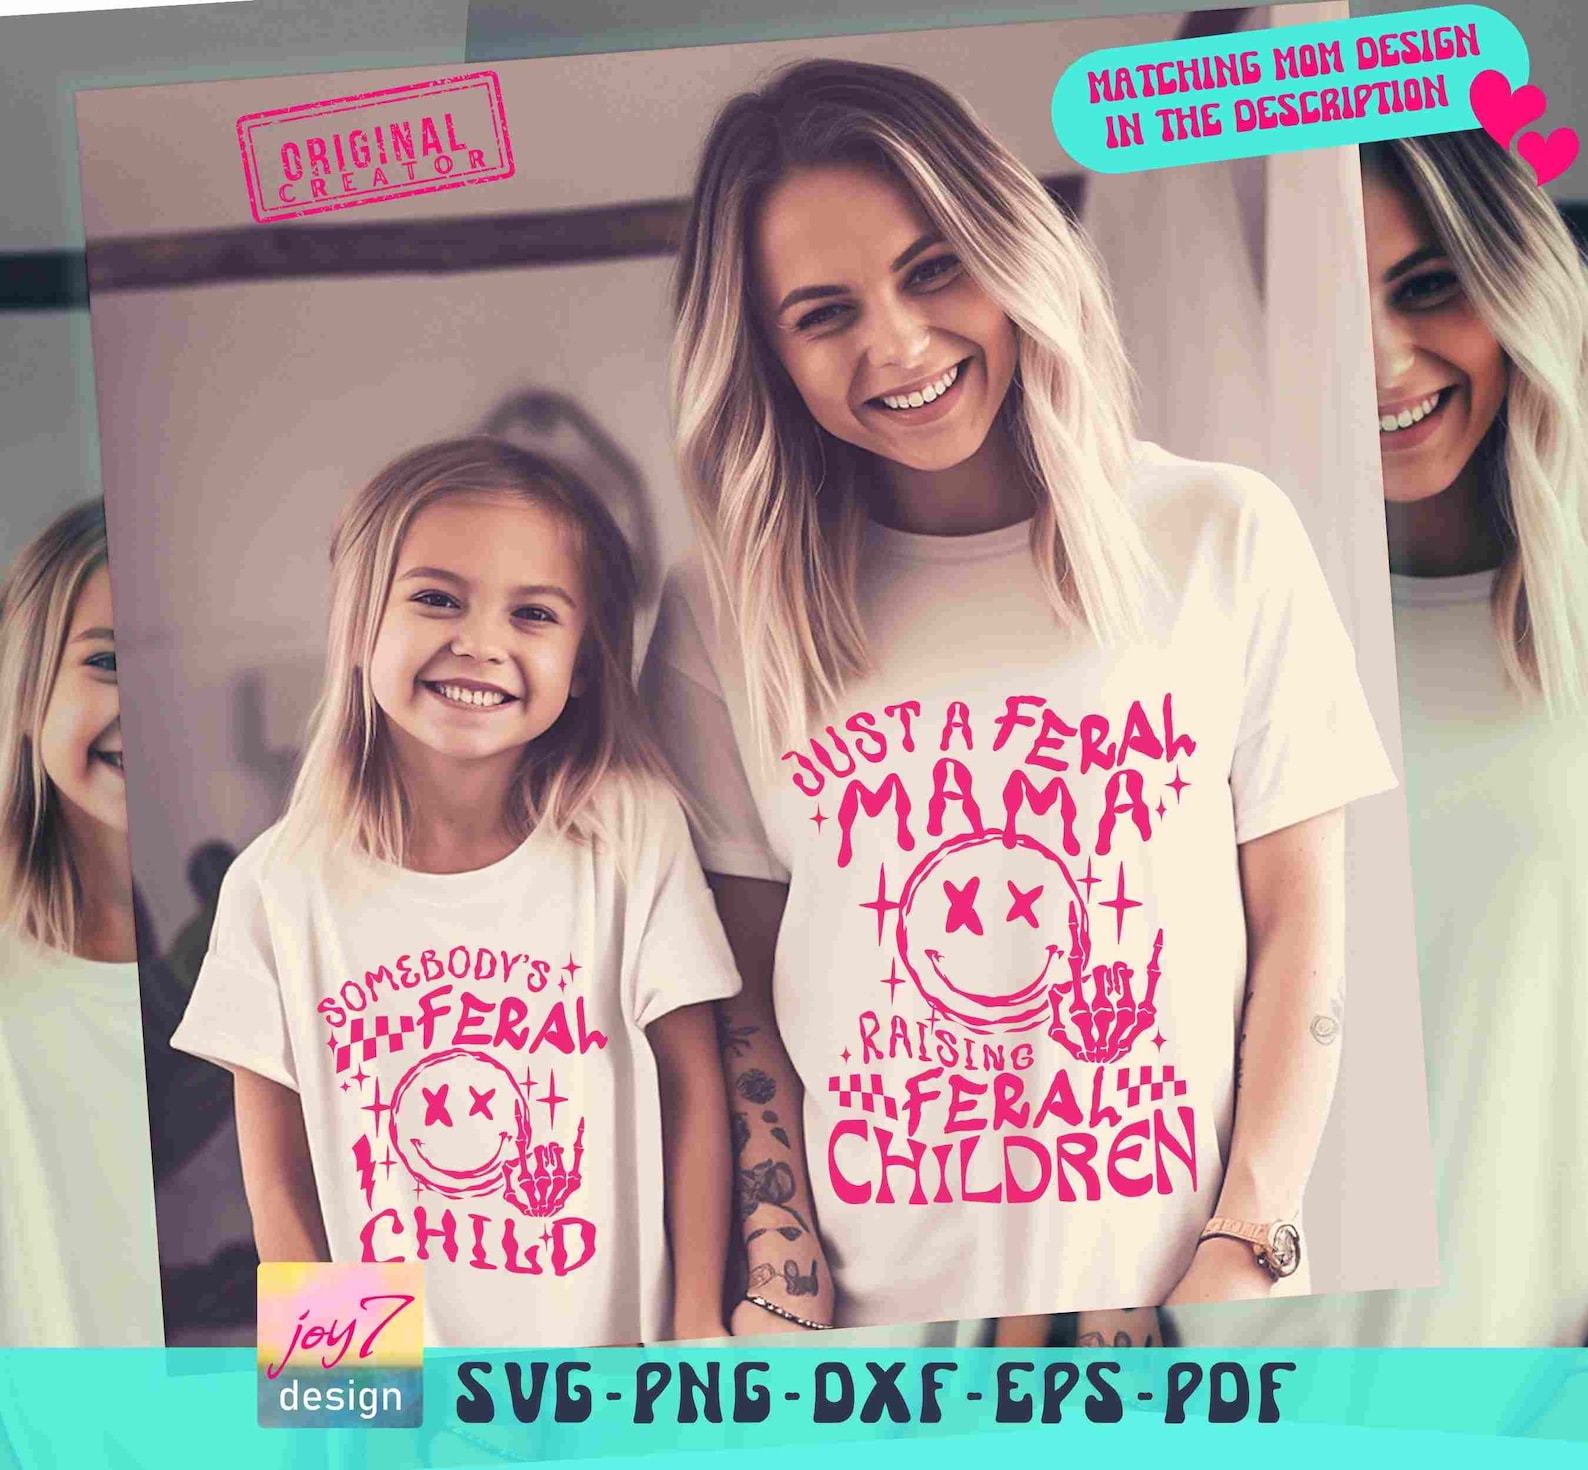 MATCHING MOM DESIGN
IN THE DESCRIPTION
ORIGINAL
CREATOR
JUST A FERAL
MAMA
RAISING
FERAL
CHILDREN
SOMEBODY'S
FERAL
CHILD
joy7
design
SVG-PNG-DXF-EPS-PDF